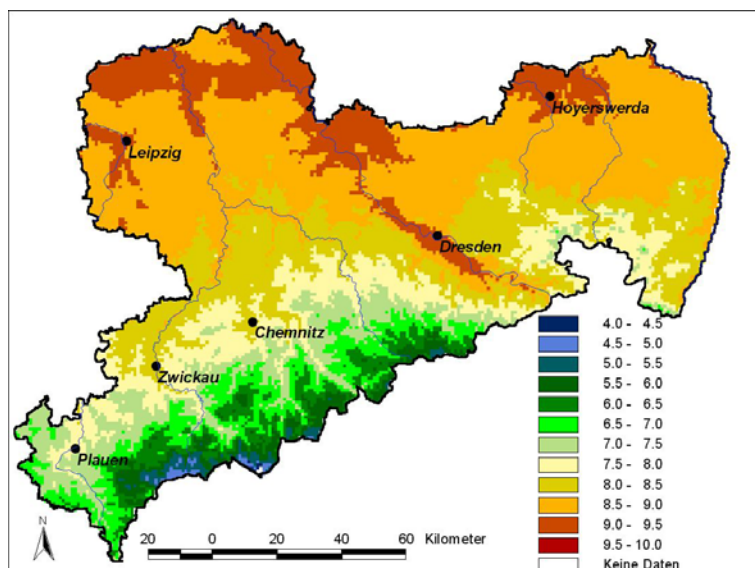 Hoyerswerda
Leipzig
Dresden
Chemnitz
Zwickau
Plauen
4.0 - 4.5
4.5 - 5.0
5.0 - 5.5
5.5 - 6.0
6.0 - 6.5
6.5 - 7.0
7.0 - 7.5
7.5 - 8.0
8.0 - 8.5
8.5 - 9.0
9.0 - 9.5
9.5 - 10.0
Keine Daten
N
20 0 20 40 60 Kilometer